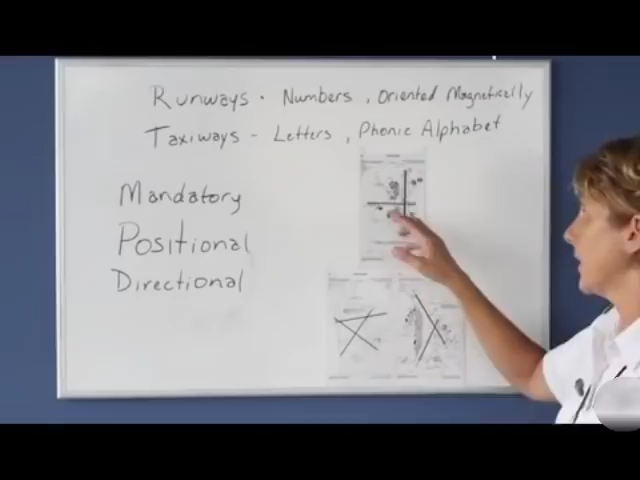 Runways · Numbers , Oriented Magnetically
Taxiways - Letters , Phonic Alphabet
Mandatory
Positional
Directional